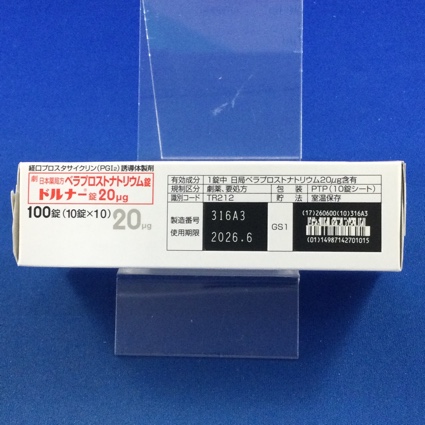 経口プロスタサイクリン(PGI₂)誘導体製剤
劇 日本薬局方 ベラプロストナトリウム錠
ドルナー®錠20μg
100錠(10錠×10) 20μg
有効成分 1錠中 日局ベラプロストナトリウム20μg含有
規制区分 劇薬、要処方 包装 PTP(10錠シート)
識別コード TR212 貯法 室温保存
製造番号 316A3
使用期限 2026.6
GS1
(17)260600(10)316A3
(01)14987142701015